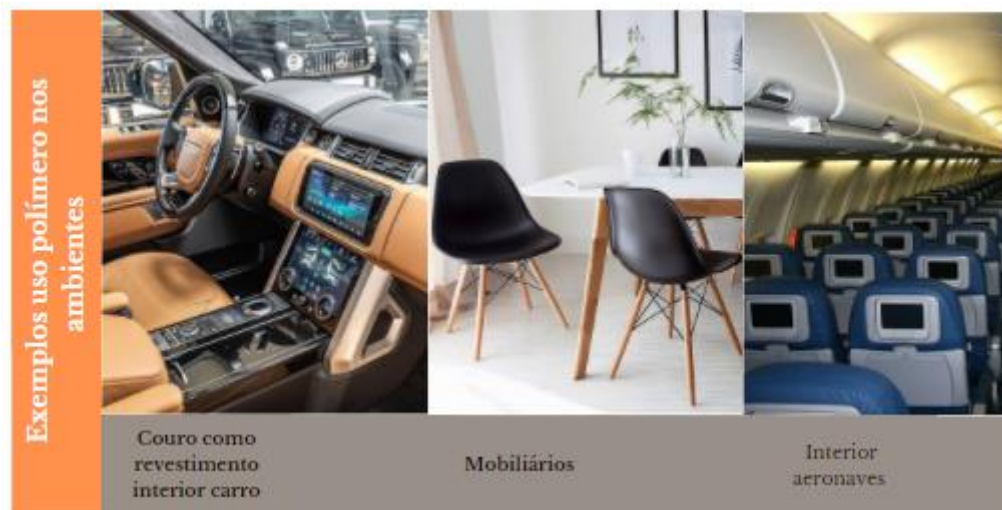 Exemplos uso polímero nos
ambientes
Couro como
revestimento
interior carro
Mobiliários
Interior
aeronaves